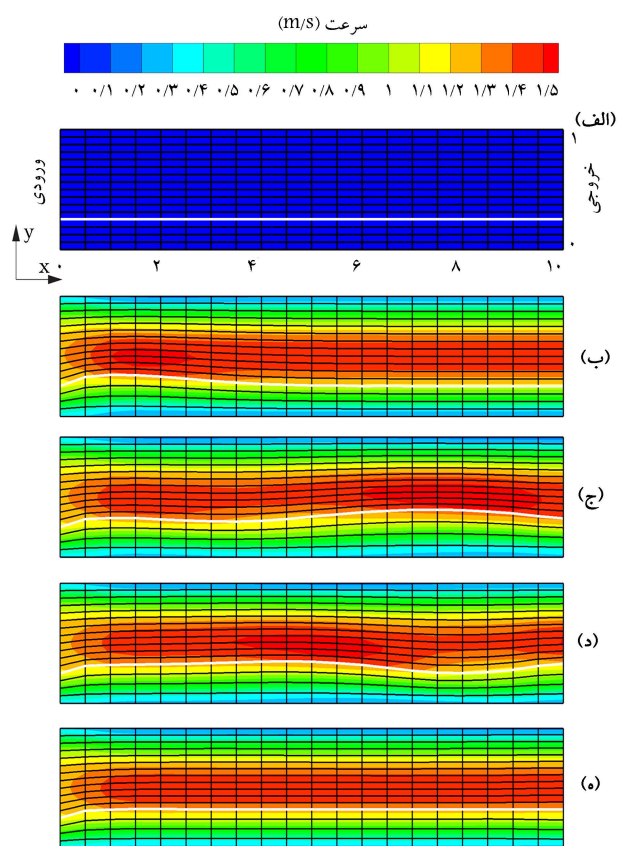 سرعت (m/s)
۰ ۰/۱ ۰/۲ ۰/۳ ۰/۴ ۰/۵ ۰/۶ ۰/۷ ۰/۸ ۰/۹ ۱ ۱/۱ ۱/۲ ۱/۳ ۱/۴ ۱/۵
(الف)
ورودی
خروجی
۱
۰
y
x
۰ ۲ ۴ ۶ ۸ ۱۰
(ب)
(ج)
(د)
(ه)